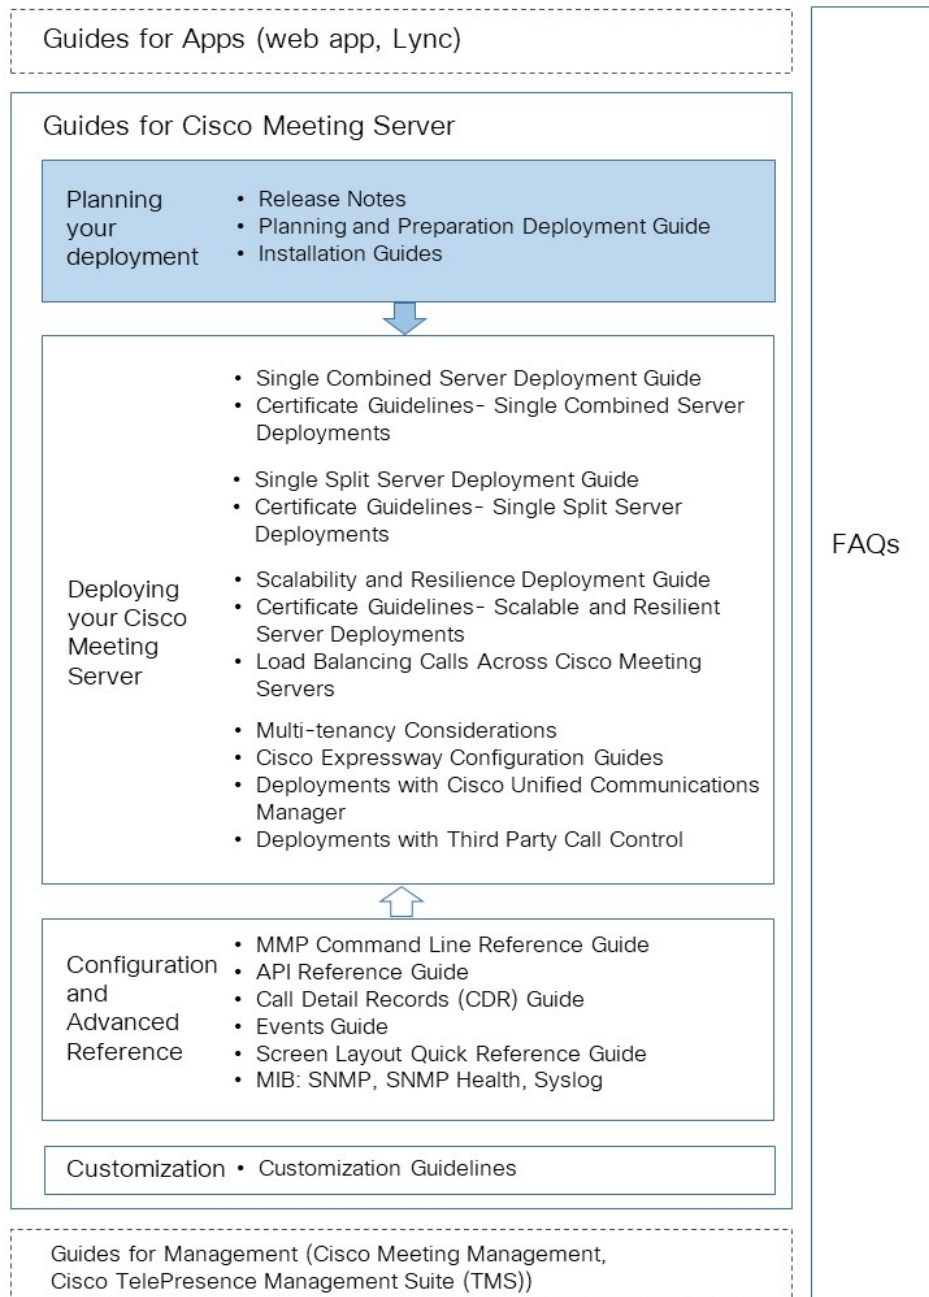 Guides for Apps (web app, Lync)
Guides for Cisco Meeting Server
Planning
your
deployment
• Release Notes
• Planning and Preparation Deployment Guide
• Installation Guides
Deploying
your Cisco
Meeting
Server
• Single Combined Server Deployment Guide
• Certificate Guidelines- Single Combined Server
Deployments
• Single Split Server Deployment Guide
• Certificate Guidelines- Single Split Server
Deployments
• Scalability and Resilience Deployment Guide
• Certificate Guidelines- Scalable and Resilient
Server Deployments
• Load Balancing Calls Across Cisco Meeting
Servers
• Multi-tenancy Considerations
• Cisco Expressway Configuration Guides
• Deployments with Cisco Unified Communications
Manager
• Deployments with Third Party Call Control
Configuration
and
Advanced
Reference
• MMP Command Line Reference Guide
• API Reference Guide
• Call Detail Records (CDR) Guide
• Events Guide
• Screen Layout Quick Reference Guide
• MIB: SNMP, SNMP Health, Syslog
Customization • Customization Guidelines
Guides for Management (Cisco Meeting Management,
Cisco TelePresence Management Suite (TMS))
FAQs